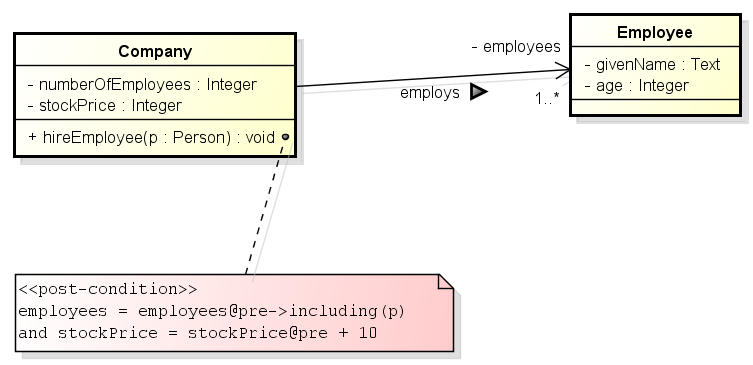 Company
- numberOfEmployees : Integer
- stockPrice : Integer
+ hireEmployee(p : Person) : void
- employees
employs
1..*
Employee
- givenName : Text
- age : Integer
<<post-condition>>
employees = employees@pre->including(p)
and stockPrice = stockPrice@pre + 10